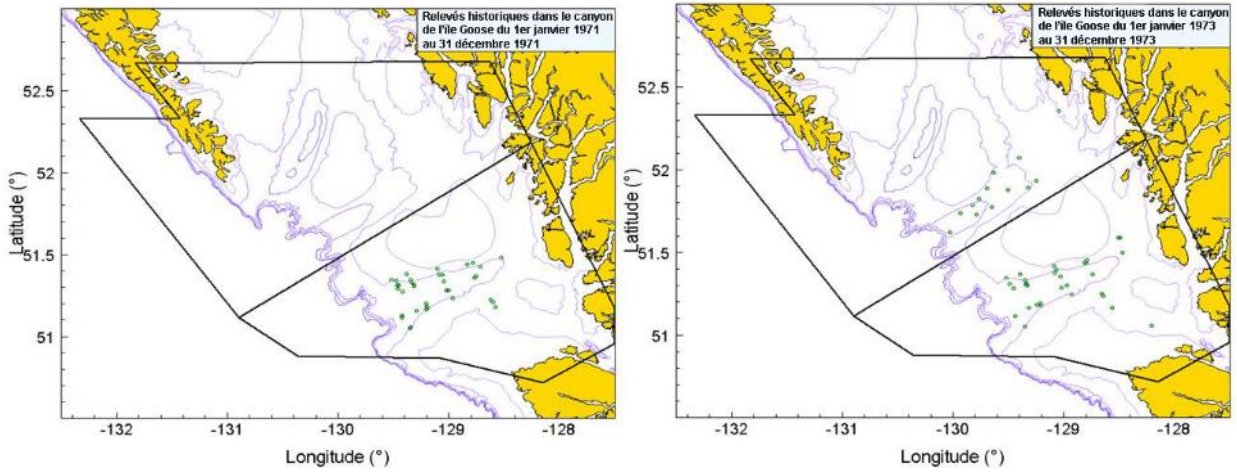 Relevés historiques dans le canyon
de l'île Goose du 1er janvier 1971
au 31 décembre 1971
52.5
52
51.5
51
Latitude (°)
-132
-131
-130
-129
-128
Longitude (°)
Relevés historiques dans le canyon
de l'île Goose du 1er janvier 1973
au 31 décembre 1973
52.5
52
51.5
51
Latitude (°)
-132
-131
-130
-129
-128
Longitude (°)